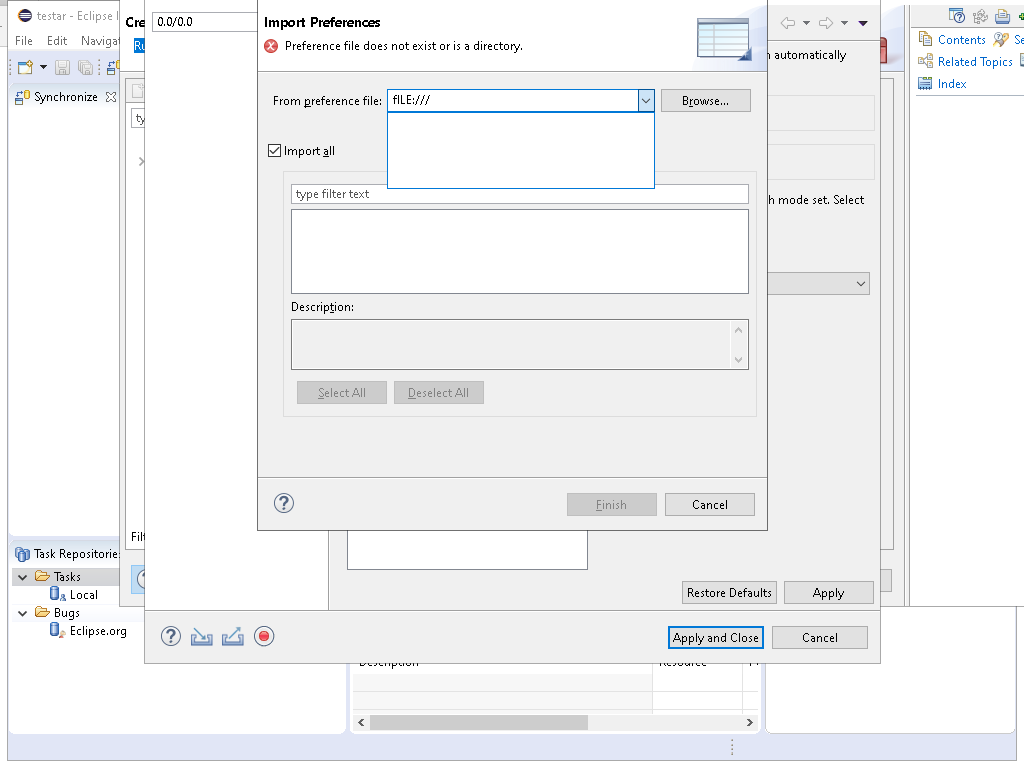 testar - Eclipse I
File Edit Navigat
Synchronize
Cre
Ru
ty
0.0/0.0
Import Preferences
Preference file does not exist or is a directory.
From preference file:
fILE:///
Browse...
Import all
type filter text
Description:
Select All
Deselect All
Finish
Cancel
automatically
h mode set. Select
Contents
Se
Related Topics
Index
Filt
Task Repositories
Tasks
Local
Bugs
Eclipse.org
Restore Defaults
Apply
Apply and Close
Cancel
Description
Resource